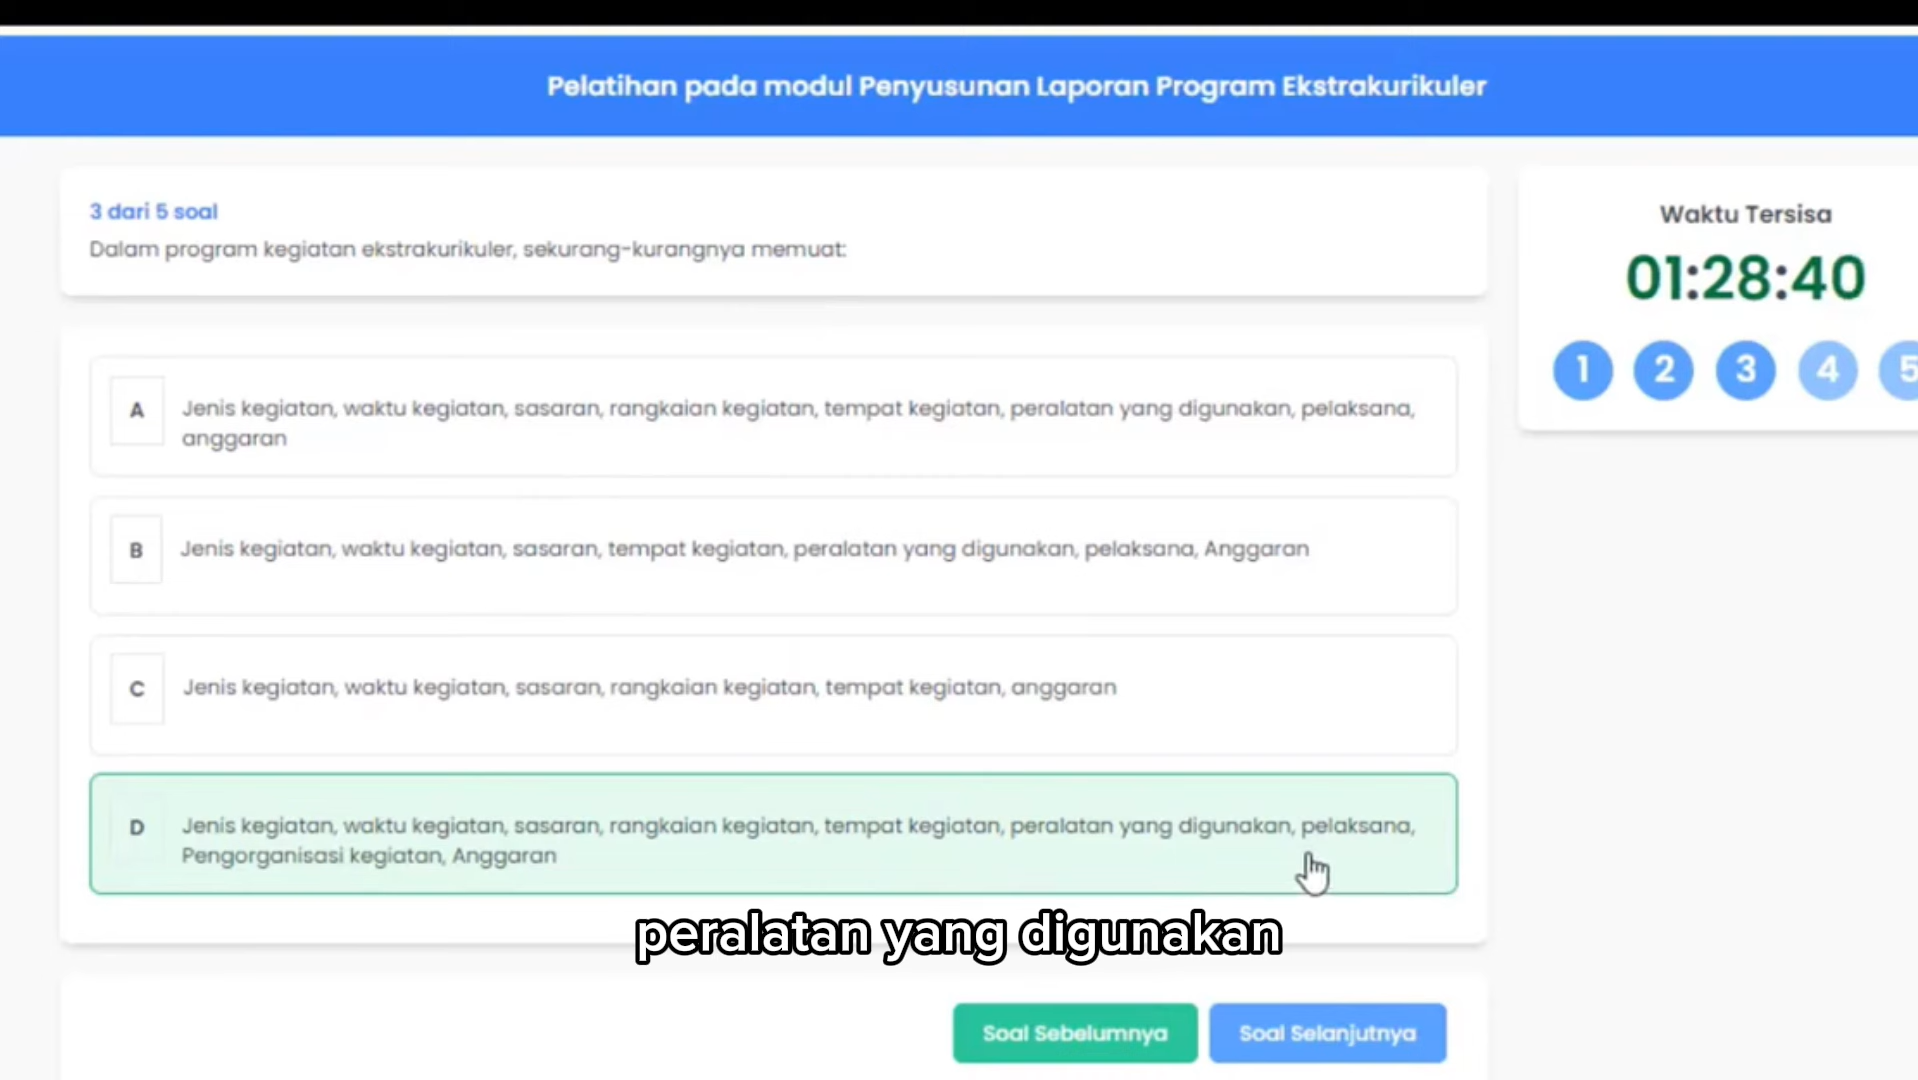 Pelatihan pada modul Penyusunan Laporan Program Ekstrakurikuler
3 dari 5 soal
Dalam program kegiatan ekstrakurikuler, sekurang-kurangnya memuat:
Waktu Tersisa
01:28:40
1 2 3 4 5
A
Jenis kegiatan, waktu kegiatan, sasaran, rangkaian kegiatan, tempat kegiatan, peralatan yang digunakan, pelaksana,
anggaran
B
Jenis kegiatan, waktu kegiatan, sasaran, tempat kegiatan, peralatan yang digunakan, pelaksana, Anggaran
C
Jenis kegiatan, waktu kegiatan, sasaran, rangkaian kegiatan, tempat kegiatan, anggaran
D
Jenis kegiatan, waktu kegiatan, sasaran, rangkaian kegiatan, tempat kegiatan, peralatan yang digunakan, pelaksana,
Pengorganisasi kegiatan, Anggaran
peralatan yang digunakan
Soal Sebelumnya
Soal Selanjutnya